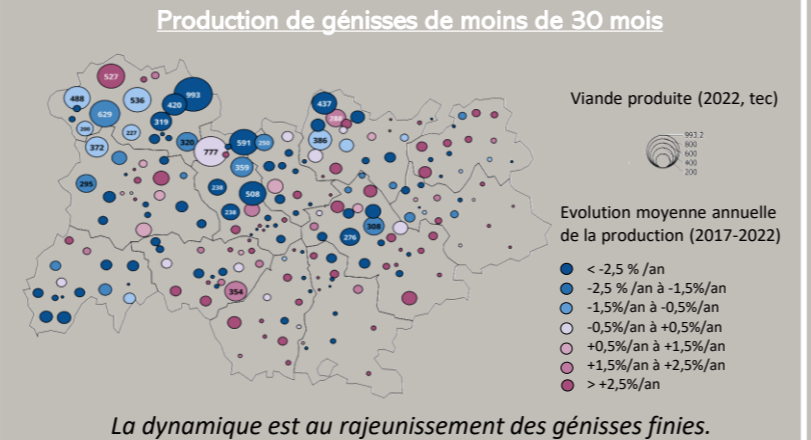 Production de génisses de moins de 30 mois
527
488
536
993
420
629
319
437
288
227
372
320
777
591
250
386
359
295
238
508
238
308
276
354
Viande produite (2022, tec)
993.2
800
600
400
200
Evolution moyenne annuelle
de la production (2017-2022)
< -2,5 % /an
-2,5 % /an à -1,5%/an
-1,5%/an à -0,5%/an
-0,5%/an à +0,5%/an
+0,5%/an à +1,5%/an
+1,5%/an à +2,5%/an
> +2,5%/an
La dynamique est au rajeunissement des génisses finies.